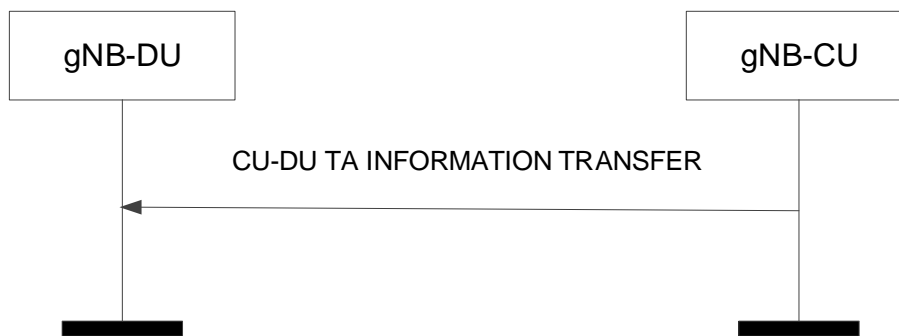 gNB-DU
gNB-CU
CU-DU TA INFORMATION TRANSFER